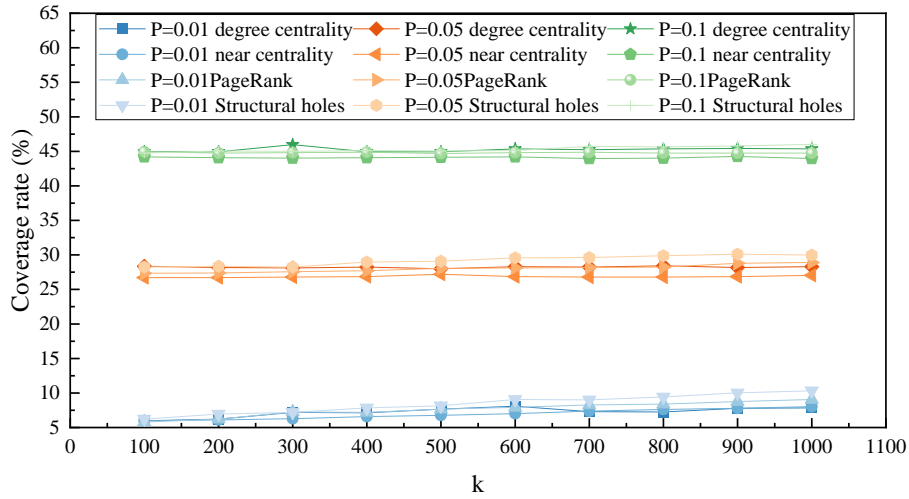 65
60
55
50
45
40
35
30
25
20
15
10
5
Coverage rate (%)
P=0.01 degree centrality P=0.05 degree centrality P=0.1 degree centrality
P=0.01 near centrality P=0.05 near centrality P=0.1 near centrality
P=0.01PageRank P=0.05PageRank P=0.1PageRank
P=0.01 Structural holes P=0.05 Structural holes P=0.1 Structural holes
0 100 200 300 400 500 600 700 800 900 1000 1100
k